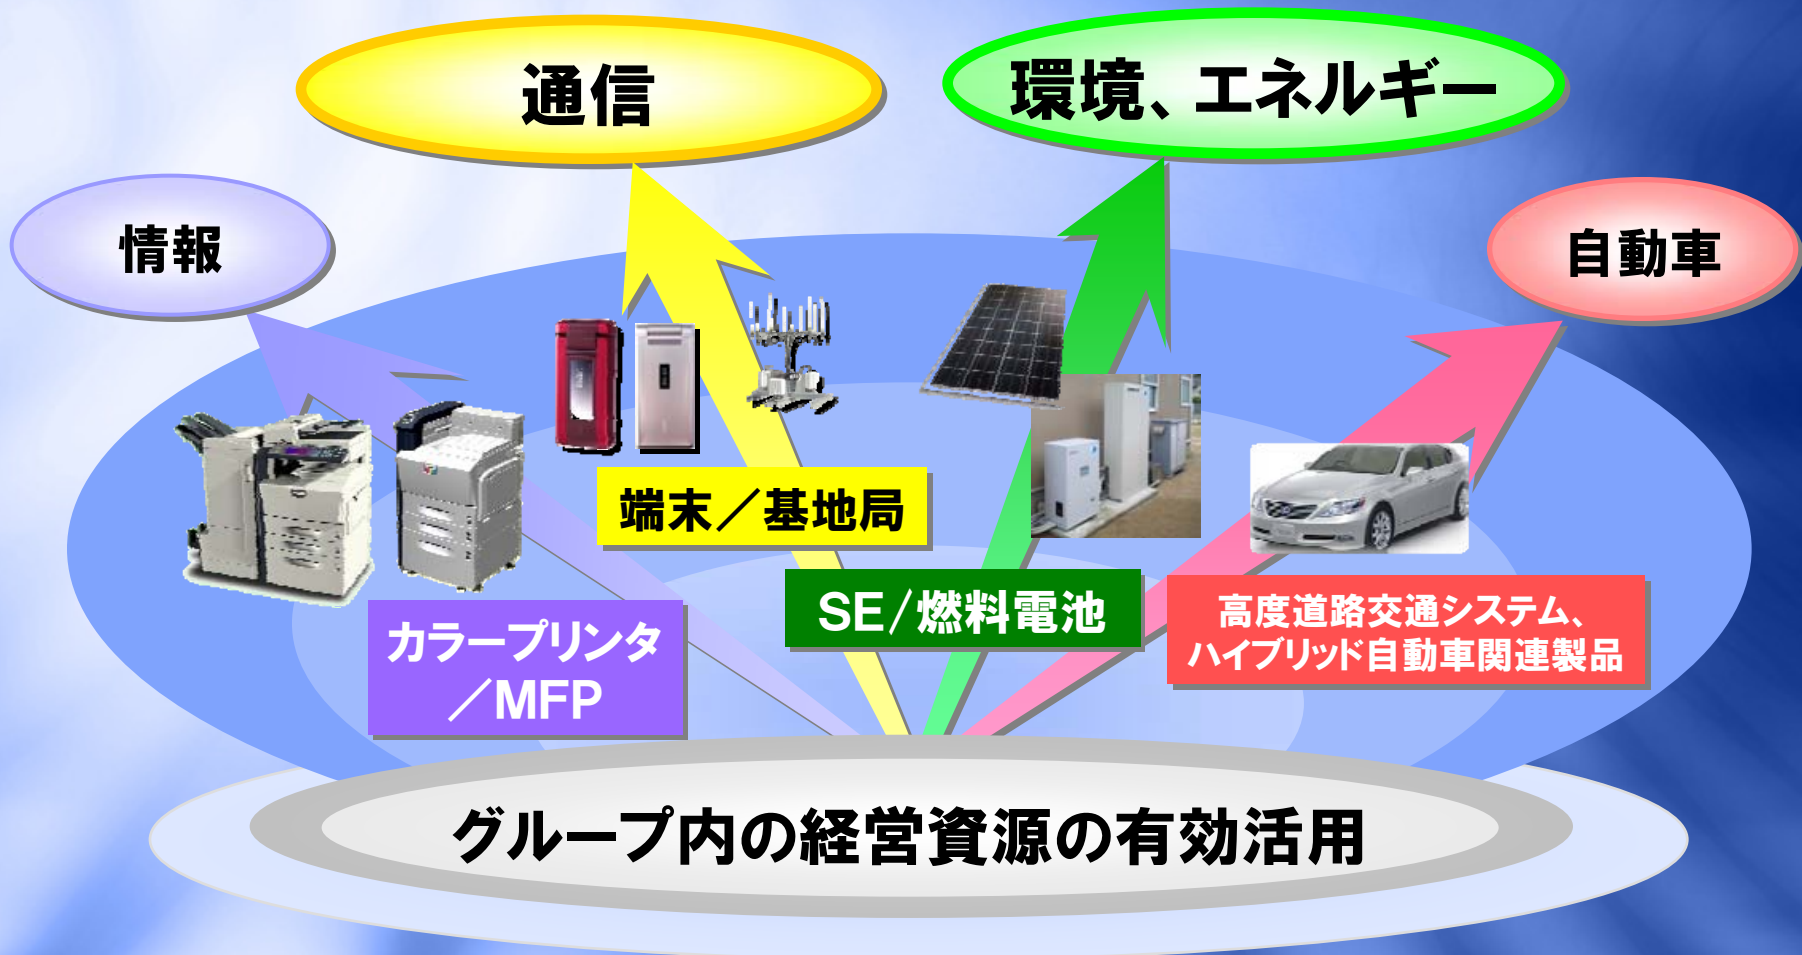 通信
環境、エネルギー
情報
自動車
端末／基地局
SE/燃料電池
高度道路交通システム、
ハイブリッド自動車関連製品
カラープリンタ
／MFP
グループ内の経営資源の有効活用